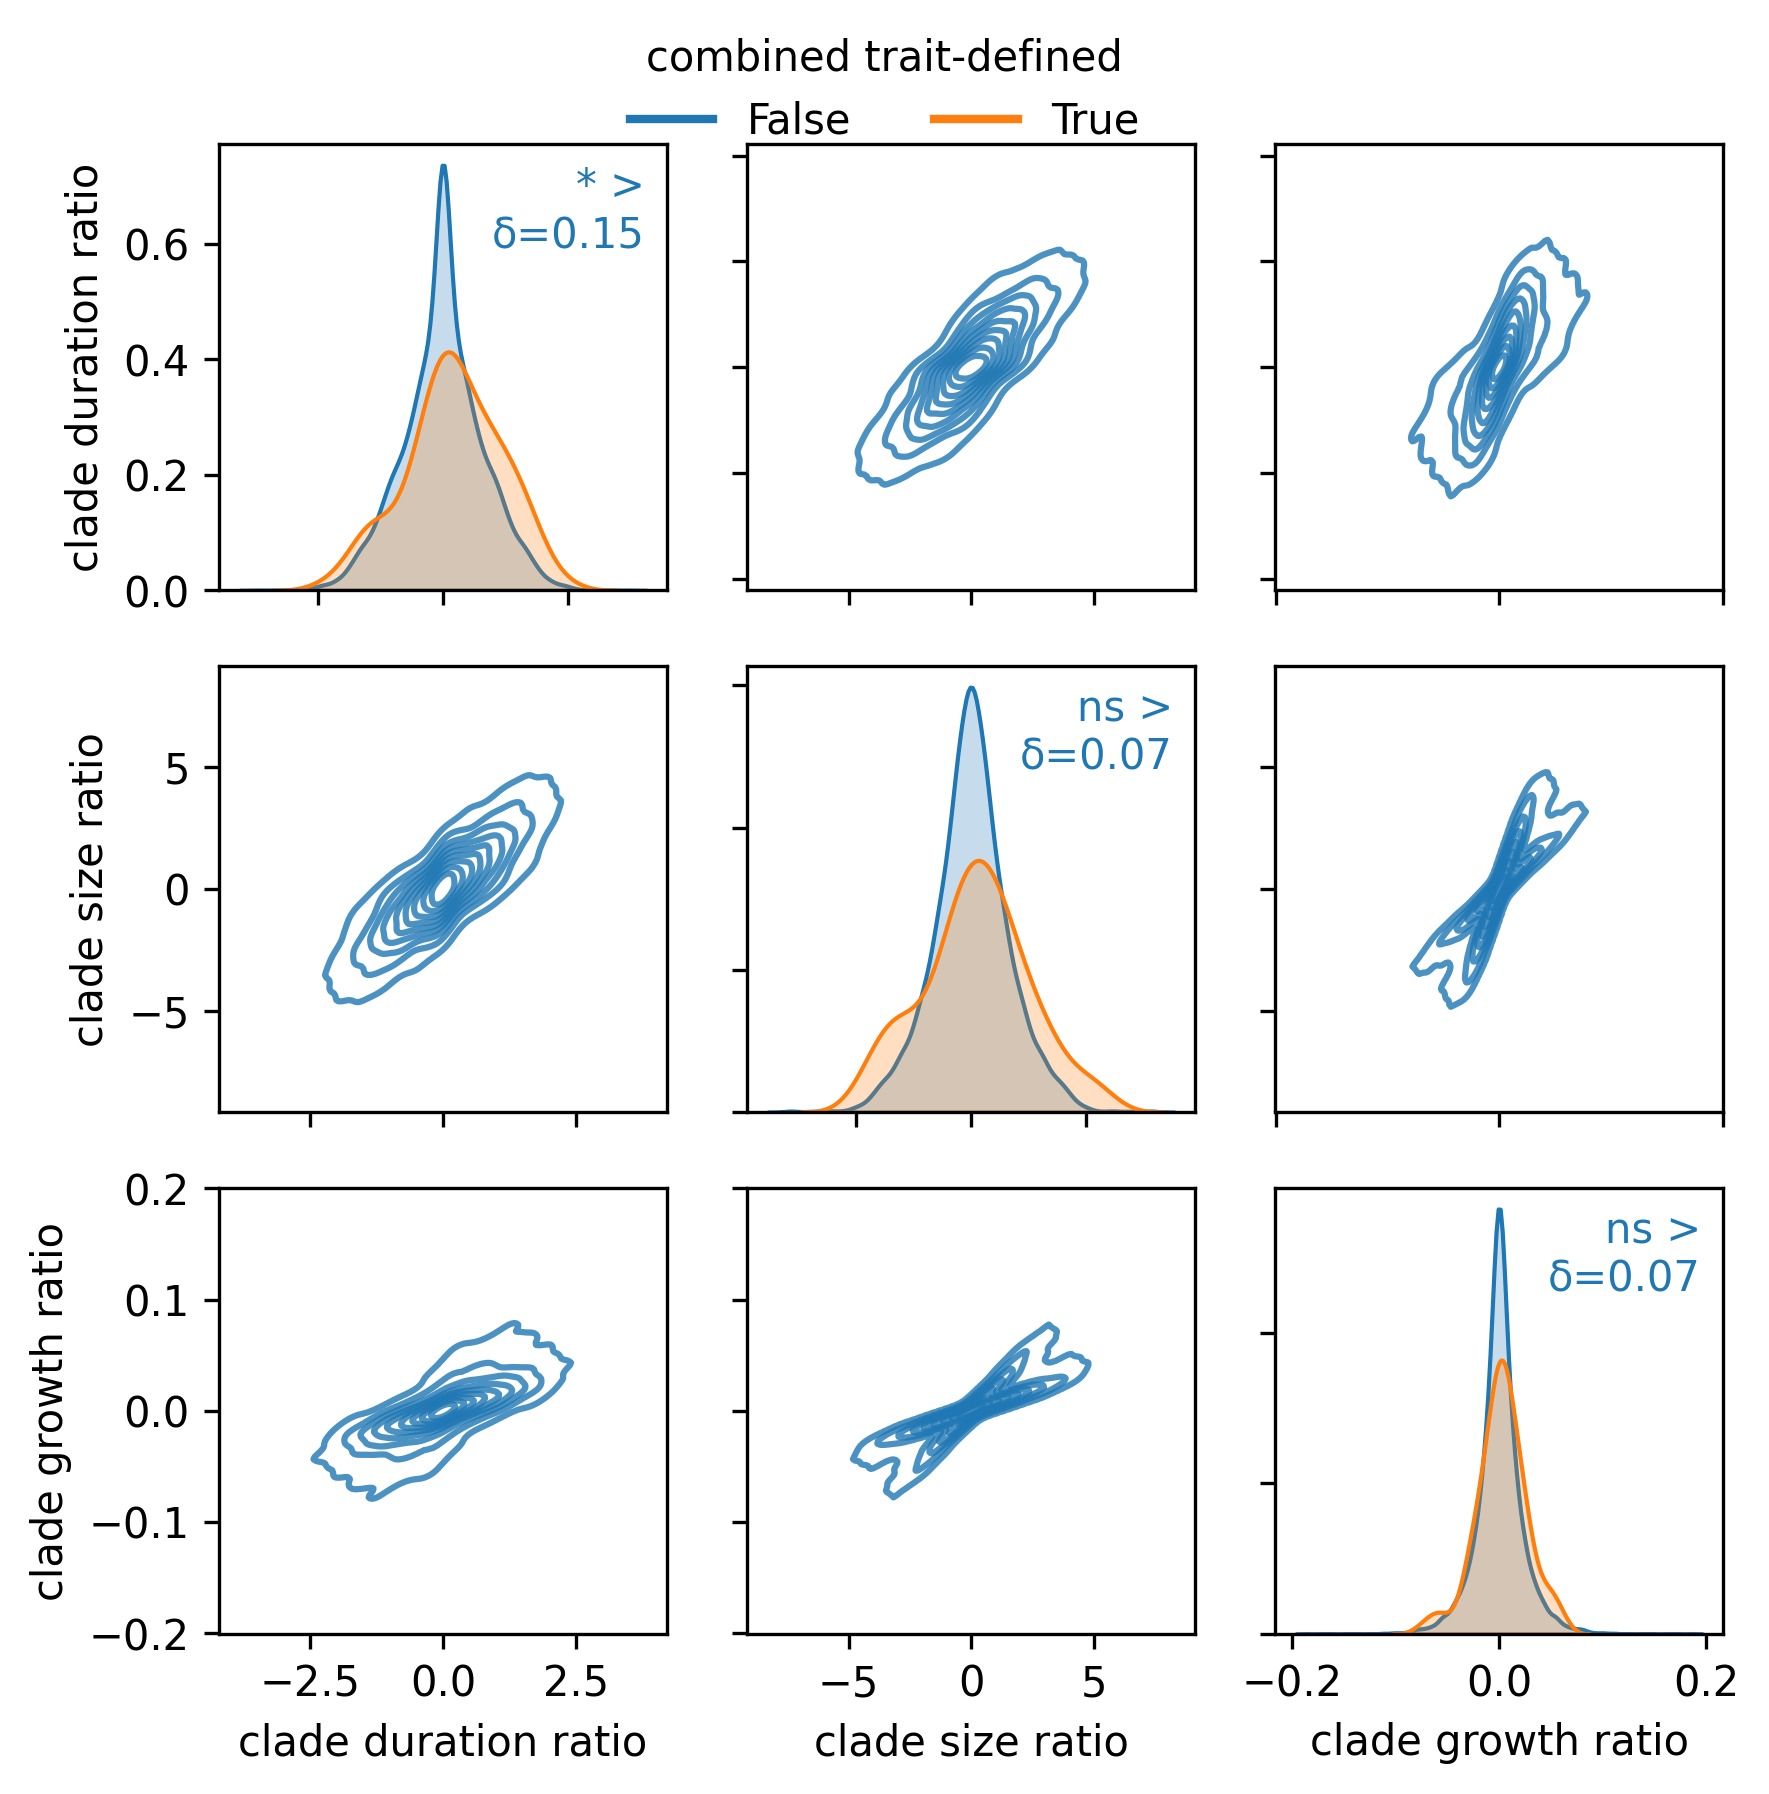 combined trait-defined
False True
clade duration ratio
0.6
0.4
0.2
0.0
* >
δ=0.15
clade size ratio
5
0
−5
ns >
δ=0.07
clade growth ratio
0.2
0.1
0.0
−0.1
−0.2
ns >
δ=0.07
−2.5 0.0 2.5
−5 0 5
−0.2 0.0 0.2
clade duration ratio
clade size ratio
clade growth ratio